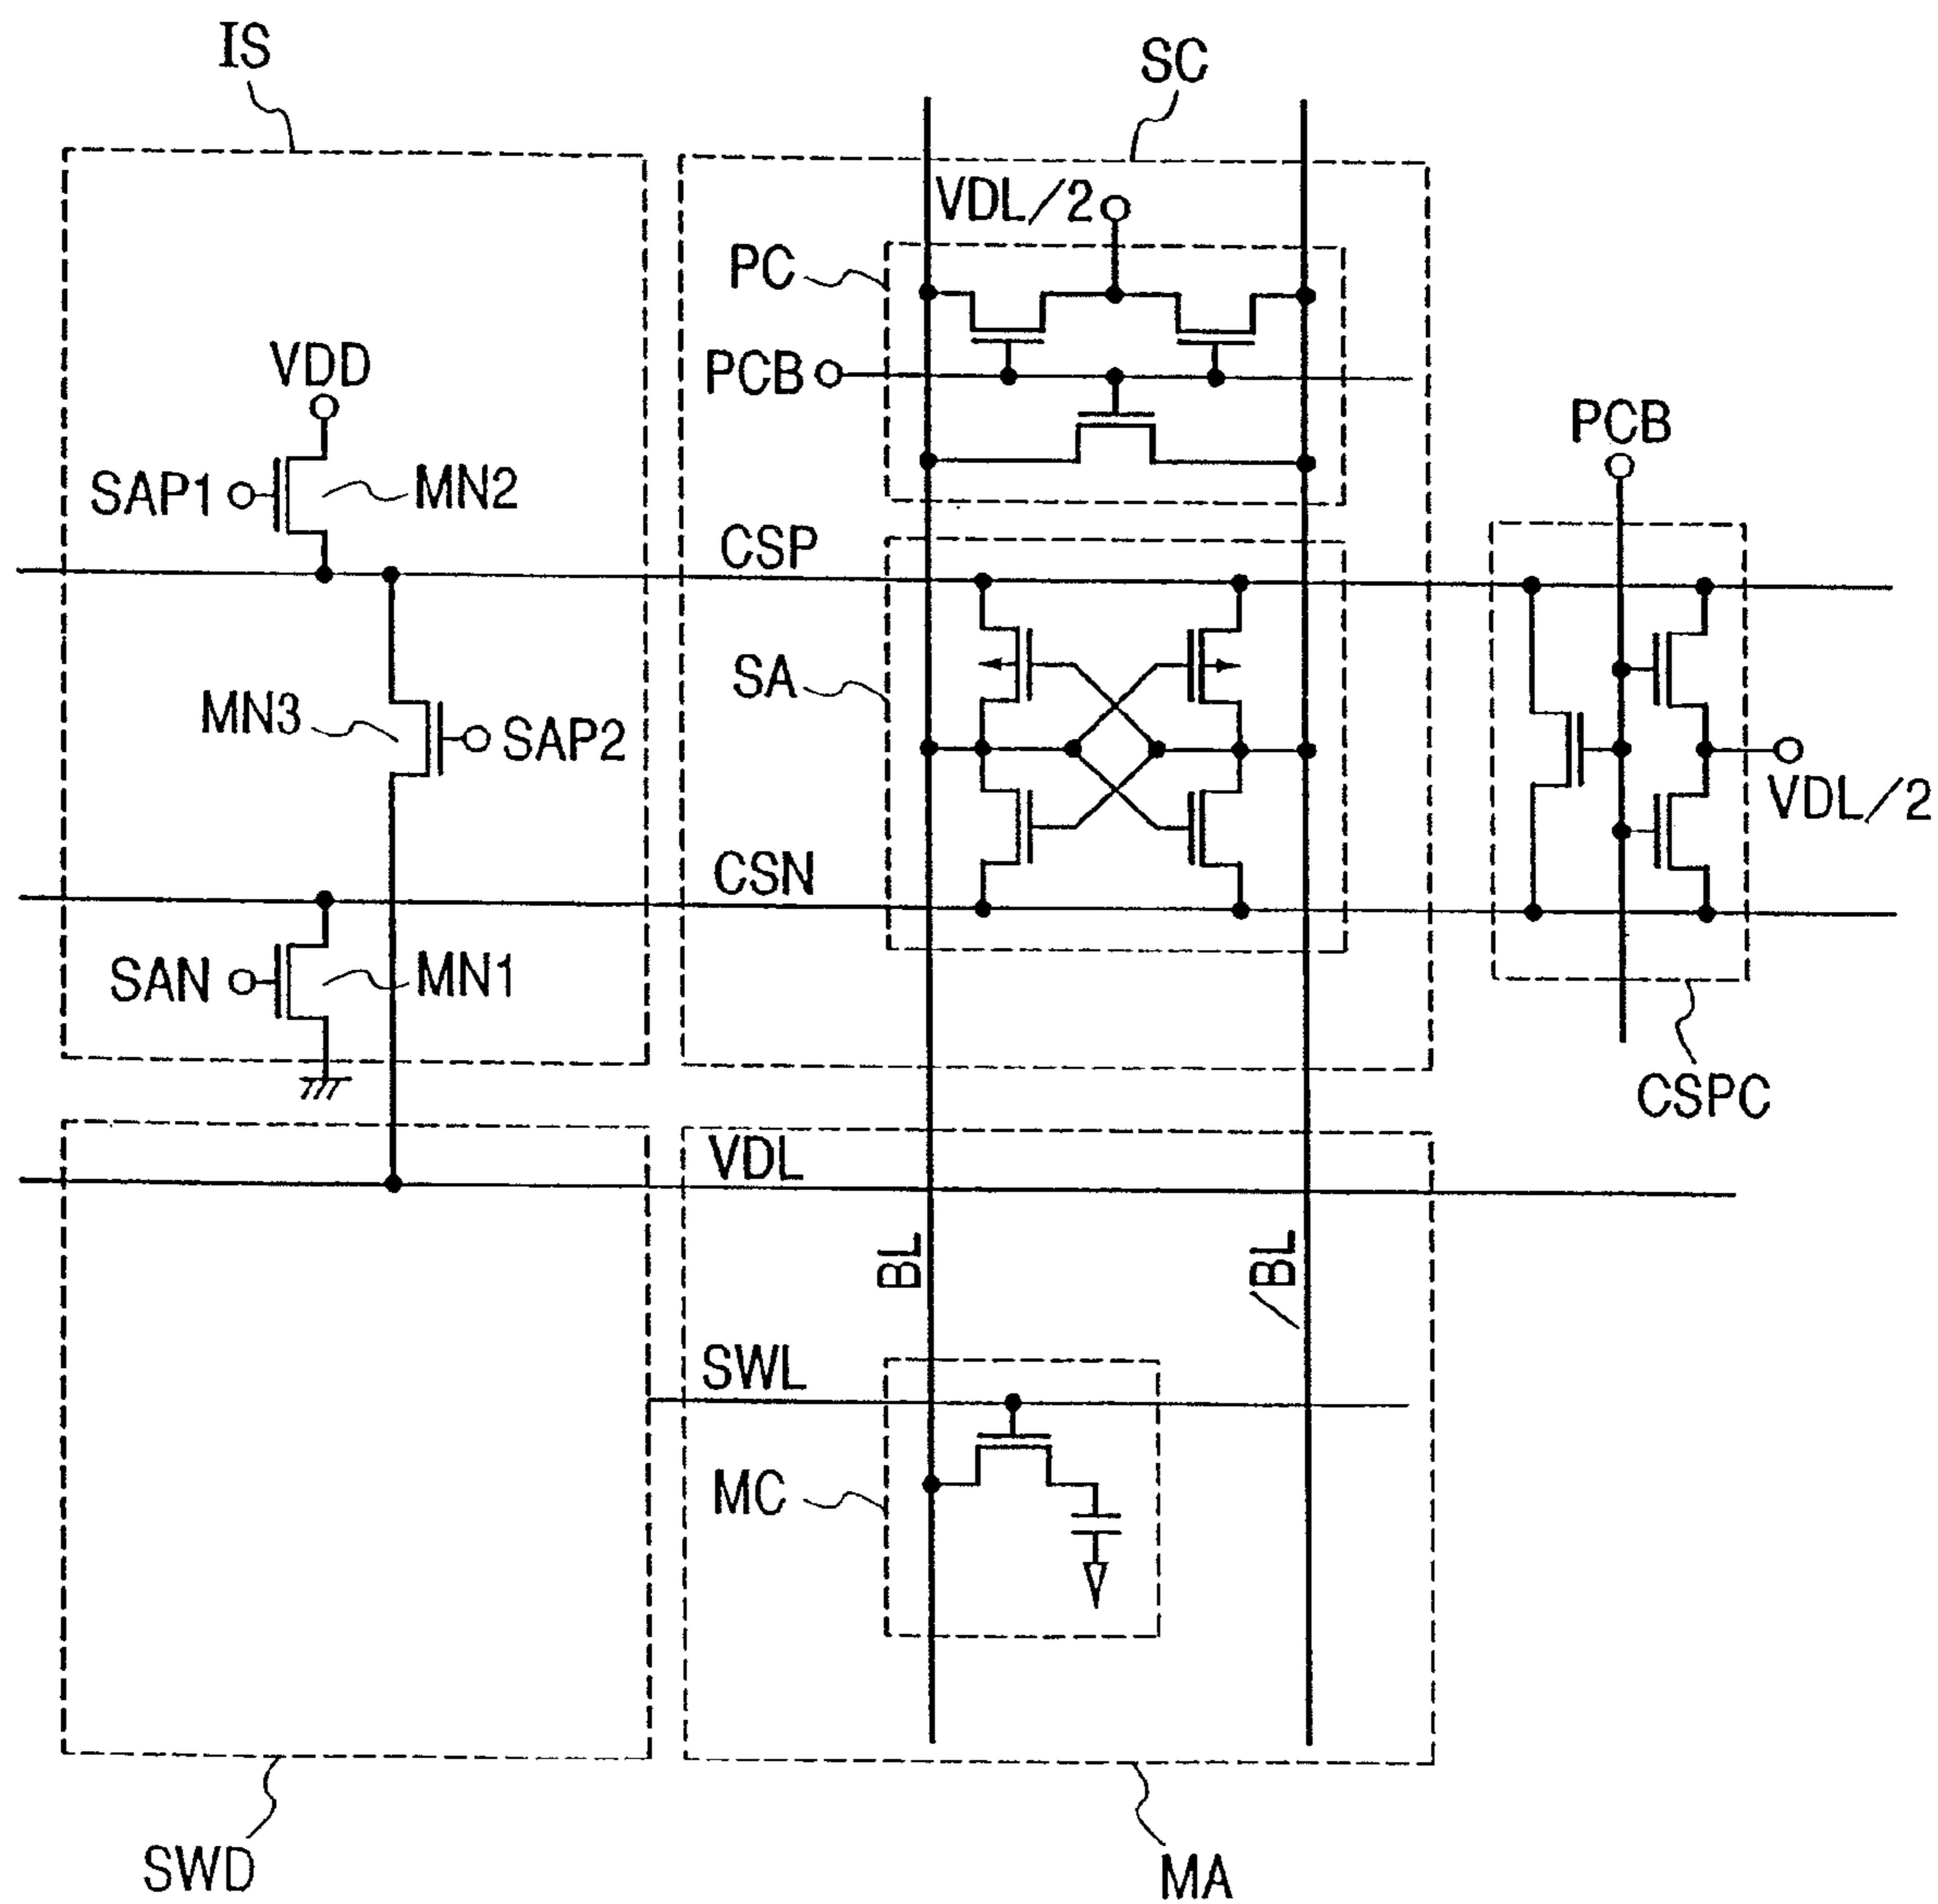 IS
SC
VDL/2
PC
VDD
PCB
PCB
SAP1
MN2
CSP
SA
MN3
SAP2
VDL/2
CSN
SAN
MN1
CSPC
VDL
BL
/BL
SWL
MC
SWD
MA